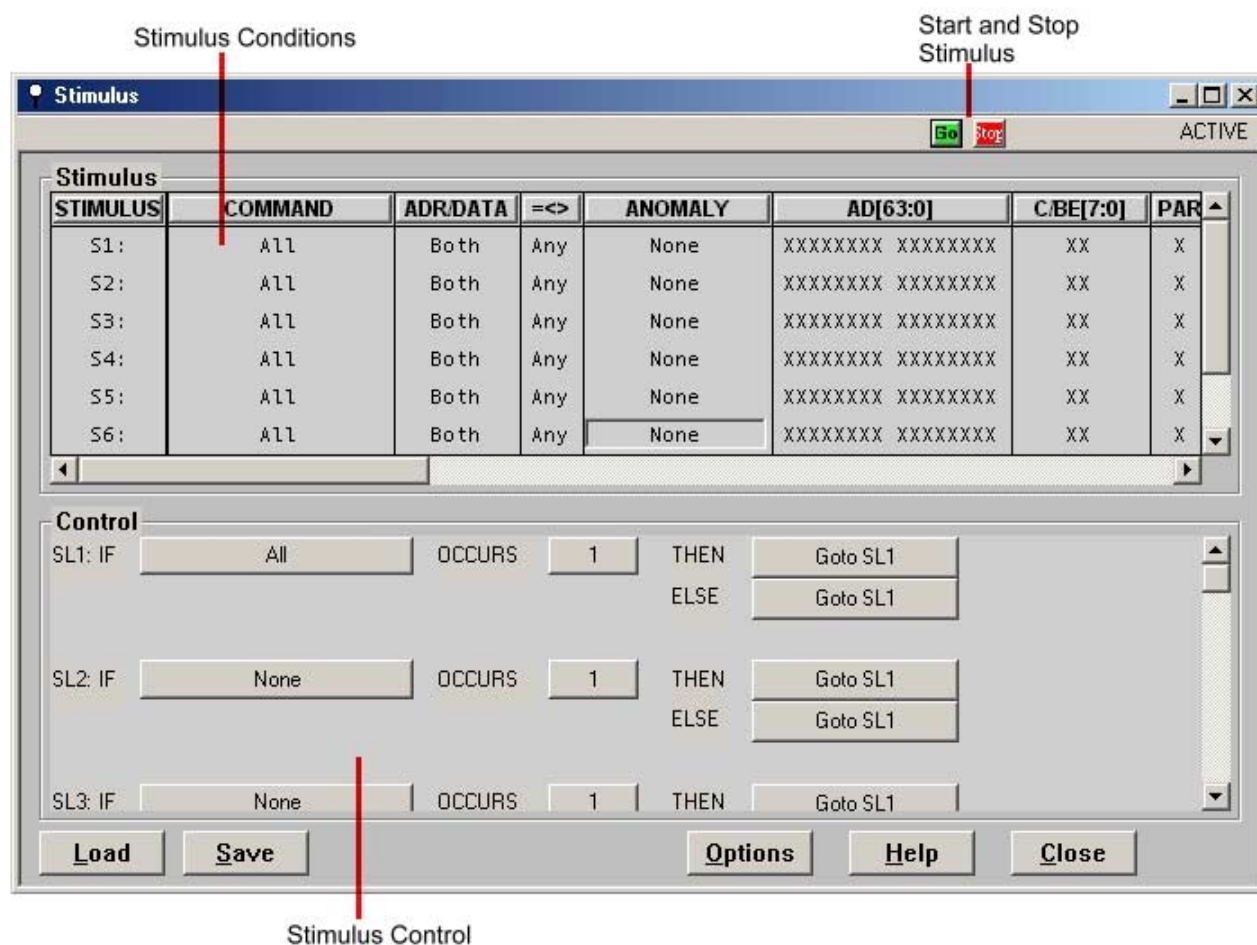 Stimulus Conditions
Start and Stop
Stimulus
Stimulus
Go Stop ACTIVE
Stimulus
STIMULUS COMMAND ADR/DATA =<> ANOMALY AD[63:0] C/BE[7:0] PAR
S1: All Both Any None XXXXXXXX XXXXXXXX XX X
S2: All Both Any None XXXXXXXX XXXXXXXX XX X
S3: All Both Any None XXXXXXXX XXXXXXXX XX X
S4: All Both Any None XXXXXXXX XXXXXXXX XX X
S5: All Both Any None XXXXXXXX XXXXXXXX XX X
S6: All Both Any None XXXXXXXX XXXXXXXX XX X
Control
SL1: IF All OCCURS 1 THEN Goto SL1
ELSE Goto SL1
SL2: IF None OCCURS 1 THEN Goto SL1
ELSE Goto SL1
SL3: IF None OCCURS 1 THEN Goto SL1
Load Save Options Help Close
Stimulus Control